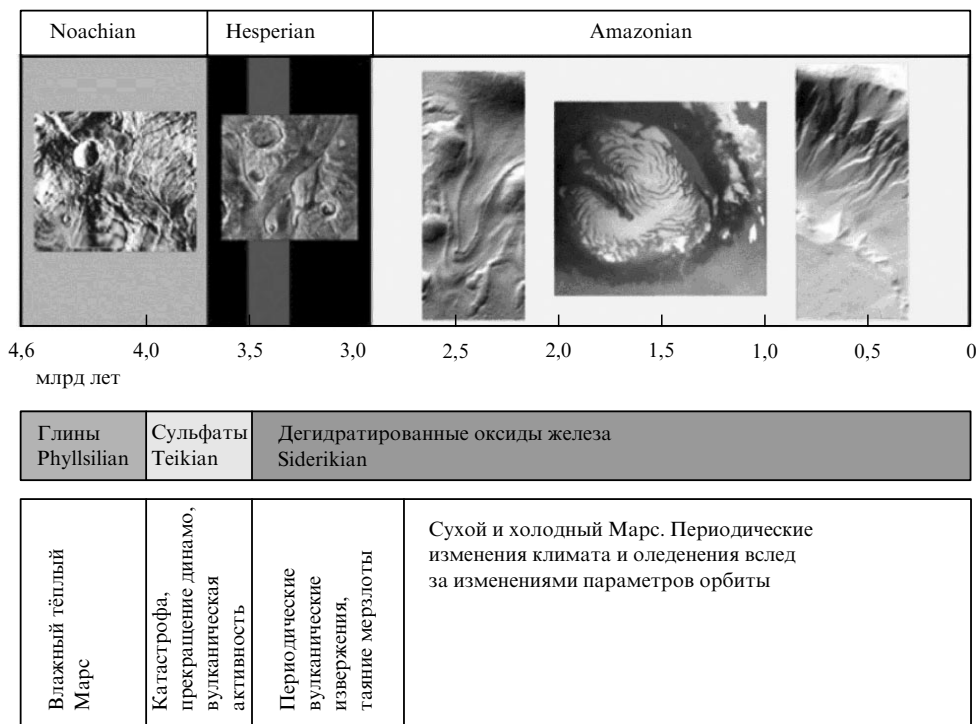 Noachian
Hesperian
Amazonian
4,6
4,0
3,5
3,0
2,5
2,0
1,5
1,0
0,5
0
млрд лет
Глины
Phyllsilian
Сульфаты
Teikian
Дегидратированные оксиды железа
Siderikian
Влажный тёплый
Марс
Катастрофа,
прекращение динамо,
вулканическая
активность
Периодические
вулканические
извержения,
таяние мерзлоты
Сухой и холодный Марс. Периодические
изменения климата и оледенения вслед
за изменениями параметров орбиты